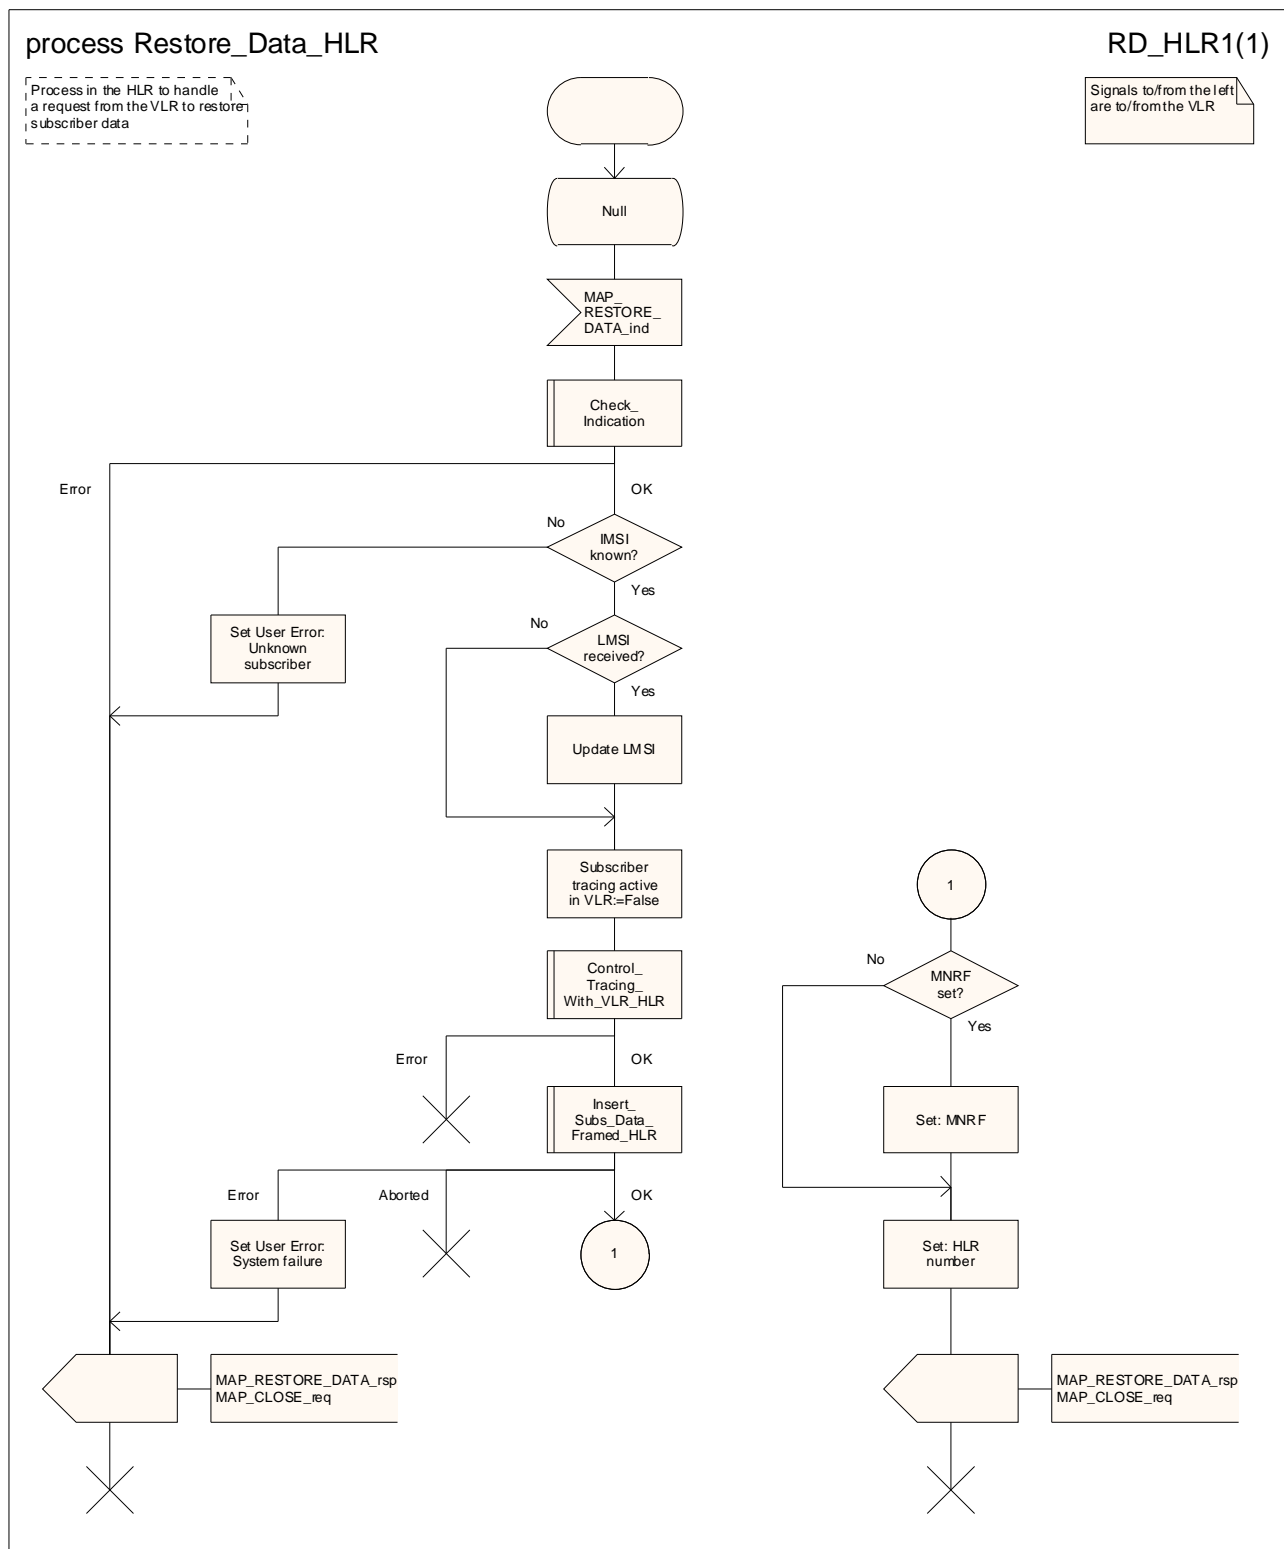 process Restore_Data_HLR
RD_HLR1(1)
Process in the HLR to handle
a request from the VLR to restore
subscriber data
Signals to/from the left
are to/from the VLR
Null
MAP_
RESTORE_
DATA_ind
Check_
Indication
Error
OK
No
IMSI
known?
Yes
Set User Error:
Unknown
subscriber
No
LMSI
received?
Yes
Update LMSI
Subscriber
tracing active
in VLR:=False
1
Control_
Tracing_
With_VLR_HLR
No
MNRF
set?
Yes
Error
OK
Insert_
Subs_Data_
Framed_HLR
Set: MNRF
Error
Aborted
OK
Set User Error:
System failure
1
Set: HLR
number
MAP_RESTORE_DATA_rsp
MAP_CLOSE_req
MAP_RESTORE_DATA_rsp
MAP_CLOSE_req